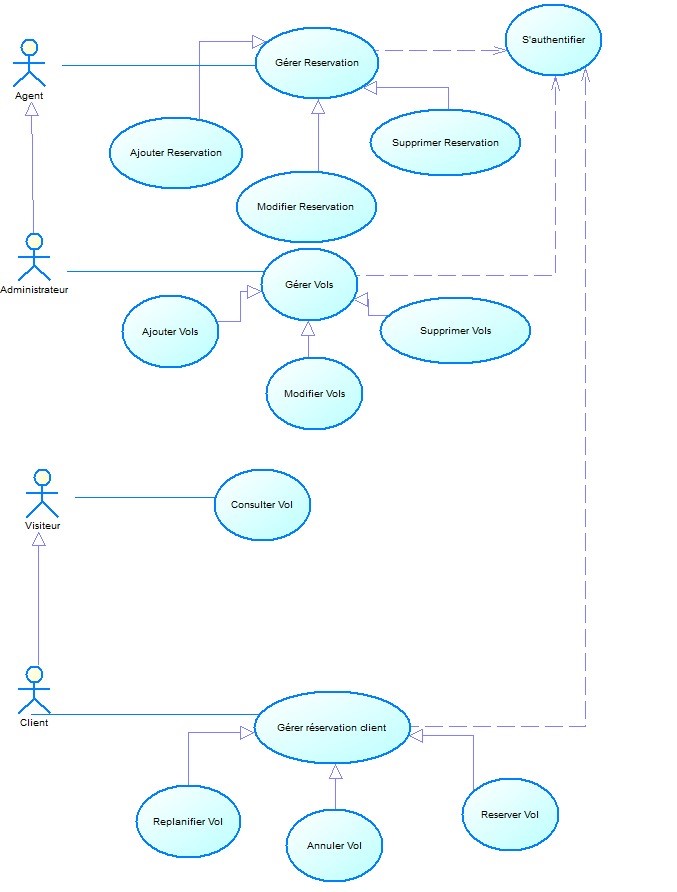 S'authentifier
Gérer Reservation
Agent
Supprimer Reservation
Ajouter Reservation
Modifier Reservation
Administrateur
Gérer Vols
Ajouter Vols
Supprimer Vols
Modifier Vols
Consulter Vol
Visiteur
Client
Gérer réservation client
Reserver Vol
Replanifier Vol
Annuler Vol